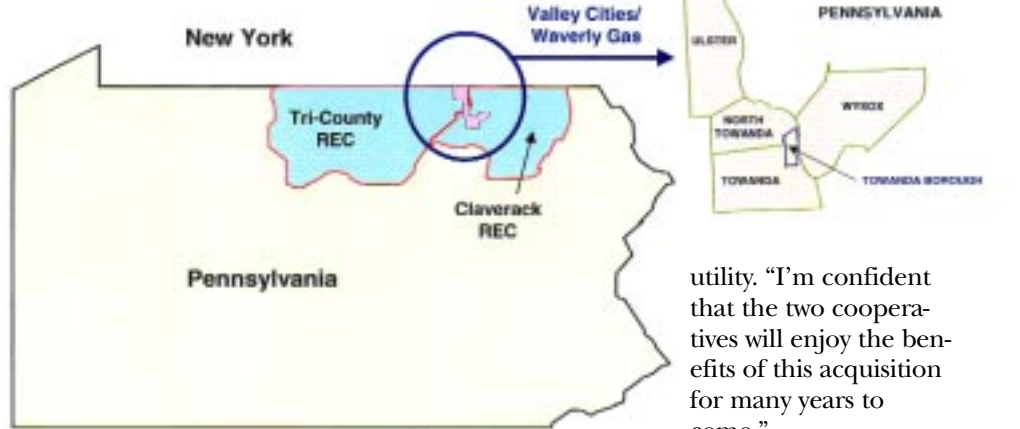 New York
Valley Cities/
Waverly Gas
PENNSYLVANIA
ULSTER
WYSOX
NORTH
TOWANDA
TOWANDA
TOWANDA BOROUGH
Tri-County
REC
Claverack
REC
Pennsylvania
utility. “I’m confident
that the two coopera-
tives will enjoy the ben-
efits of this acquisition
for many years to
come.”